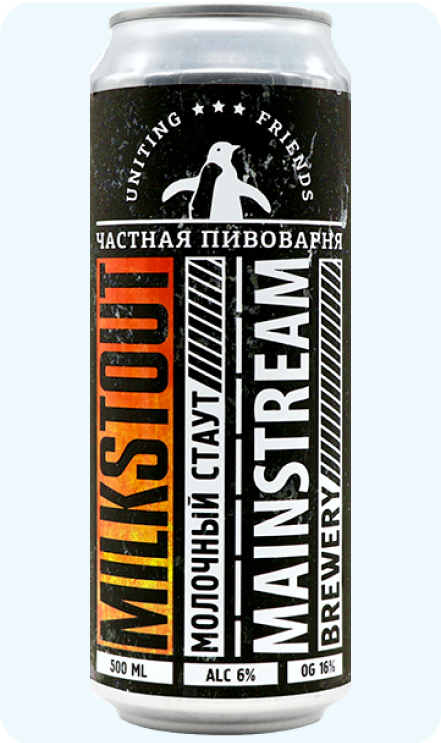 UNITING ★★★ FRIENDS
ЧАСТНАЯ ПИВОВАРНЯ
MILKSTOUT
МОЛОЧНЫЙ СТАУТ
MAINSTREAM
BREWERY
500 ML
ALC 6%
OG 16%